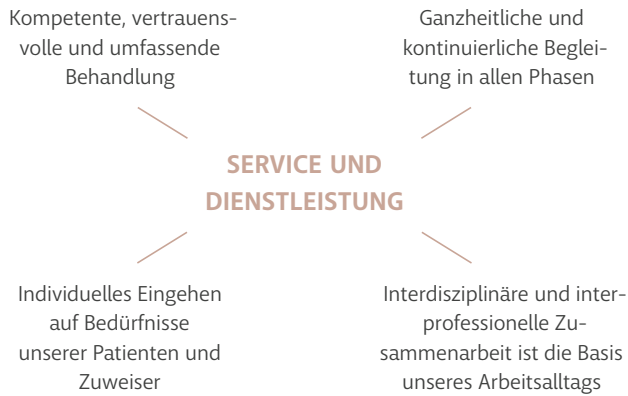 Kompetente, vertrauens-
volle und umfassende
Behandlung
Ganzheitliche und
kontinuierliche Beglei-
tung in allen Phasen
SERVICE UND
DIENSTLEISTUNG
Individuelles Eingehen
auf Bedürfnisse
unserer Patienten und
Zuweiser
Interdisziplinäre und inter-
professionelle Zu-
sammenarbeit ist die Basis
unseres Arbeitsalltags